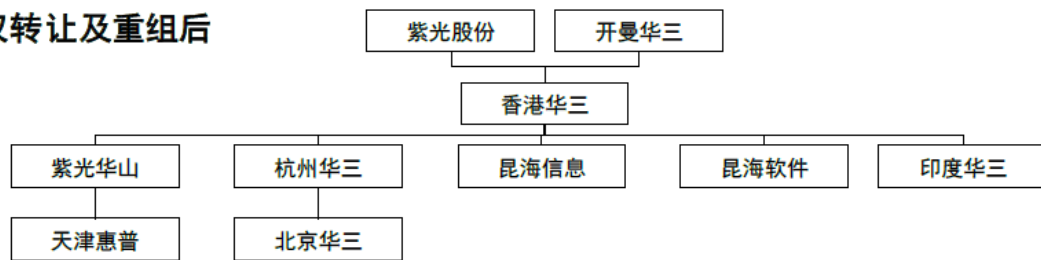 转让及重组后
紫光股份 开曼华三
香港华三
紫光华山 杭州华三 昆海信息 昆海软件 印度华三
天津惠普 北京华三